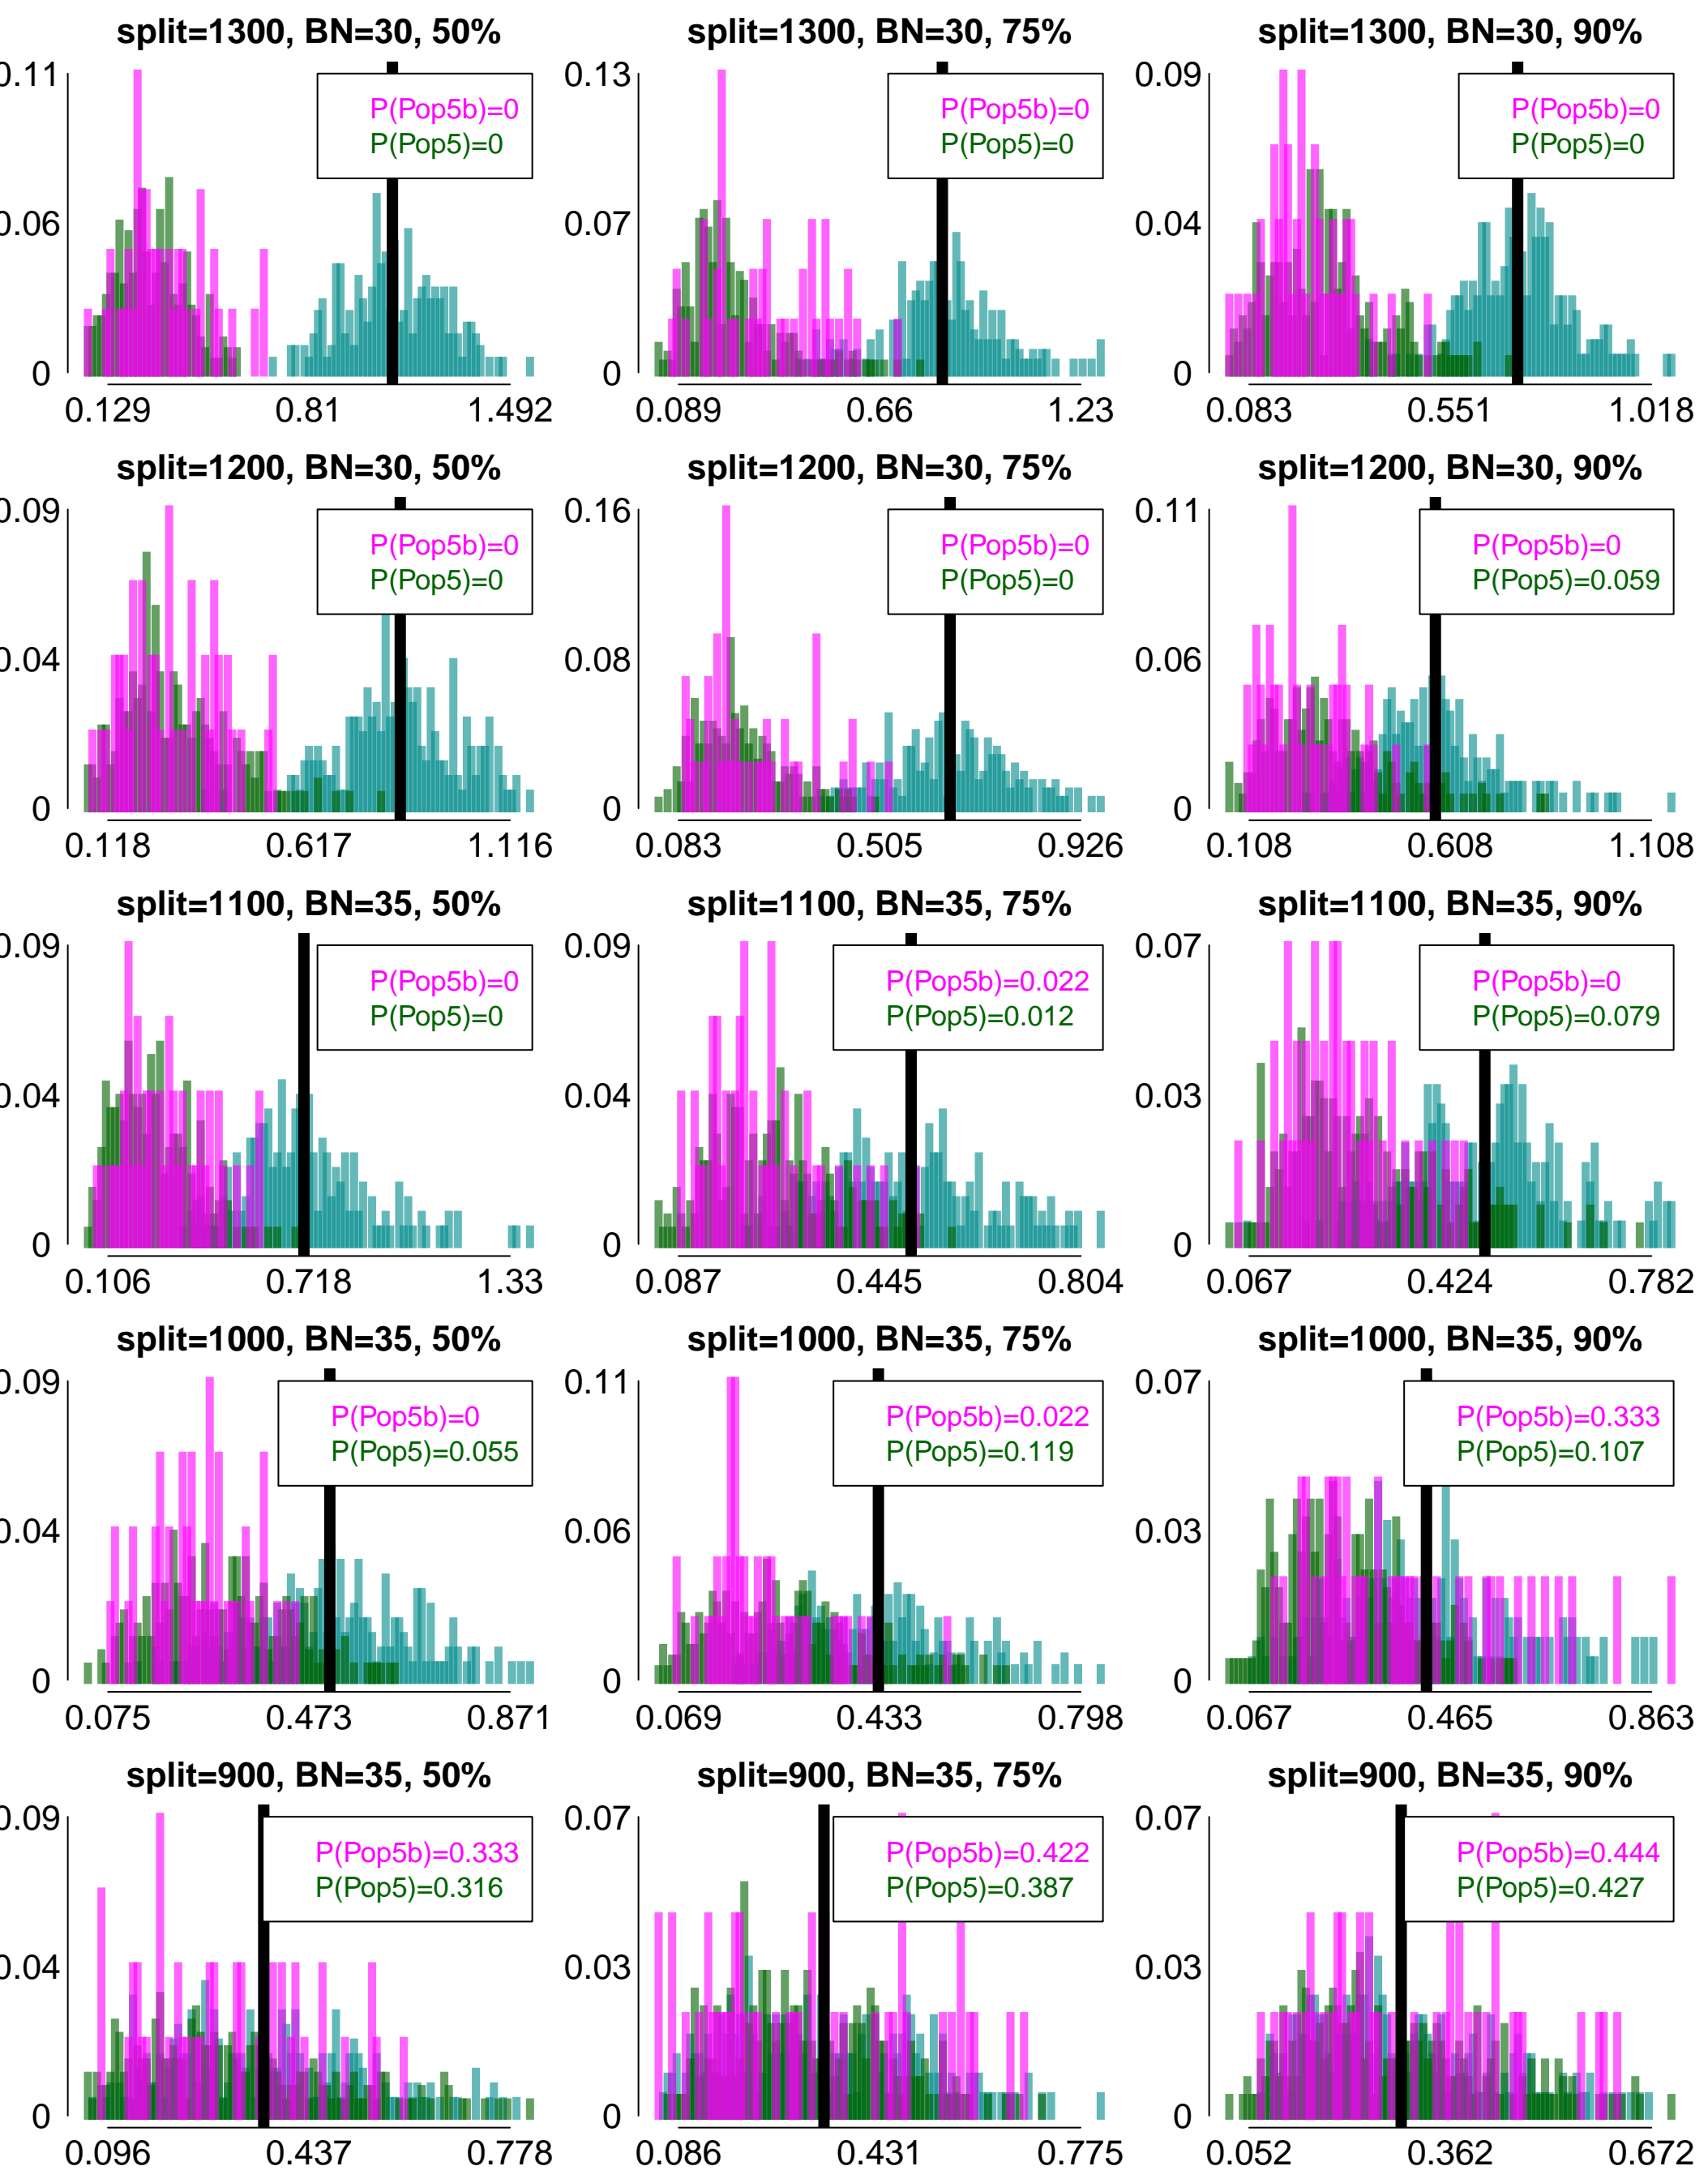 split=1300, BN=30, 50%
0.11
0.06
0
P(Pop5b)=0
P(Pop5)=0
0.129 0.81 1.492
split=1300, BN=30, 75%
0.13
0.07
0
P(Pop5b)=0
P(Pop5)=0
0.089 0.66 1.23
split=1300, BN=30, 90%
0.09
0.04
0
P(Pop5b)=0
P(Pop5)=0
0.083 0.551 1.018
split=1200, BN=30, 50%
0.09
0.04
0
P(Pop5b)=0
P(Pop5)=0
0.118 0.617 1.116
split=1200, BN=30, 75%
0.16
0.08
0
P(Pop5b)=0
P(Pop5)=0
0.083 0.505 0.926
split=1200, BN=30, 90%
0.11
0.06
0
P(Pop5b)=0
P(Pop5)=0.059
0.108 0.608 1.108
split=1100, BN=35, 50%
0.09
0.04
0
P(Pop5b)=0
P(Pop5)=0
0.106 0.718 1.33
split=1100, BN=35, 75%
0.09
0.04
0
P(Pop5b)=0.022
P(Pop5)=0.012
0.087 0.445 0.804
split=1100, BN=35, 90%
0.07
0.03
0
P(Pop5b)=0
P(Pop5)=0.079
0.067 0.424 0.782
split=1000, BN=35, 50%
0.09
0.04
0
P(Pop5b)=0
P(Pop5)=0.055
0.075 0.473 0.871
split=1000, BN=35, 75%
0.11
0.06
0
P(Pop5b)=0.022
P(Pop5)=0.119
0.069 0.433 0.798
split=1000, BN=35, 90%
0.07
0.03
0
P(Pop5b)=0.333
P(Pop5)=0.107
0.067 0.465 0.863
split=900, BN=35, 50%
0.09
0.04
0
P(Pop5b)=0.333
P(Pop5)=0.316
0.096 0.437 0.778
split=900, BN=35, 75%
0.07
0.03
0
P(Pop5b)=0.422
P(Pop5)=0.387
0.086 0.431 0.775
split=900, BN=35, 90%
0.07
0.03
0
P(Pop5b)=0.444
P(Pop5)=0.427
0.052 0.362 0.672